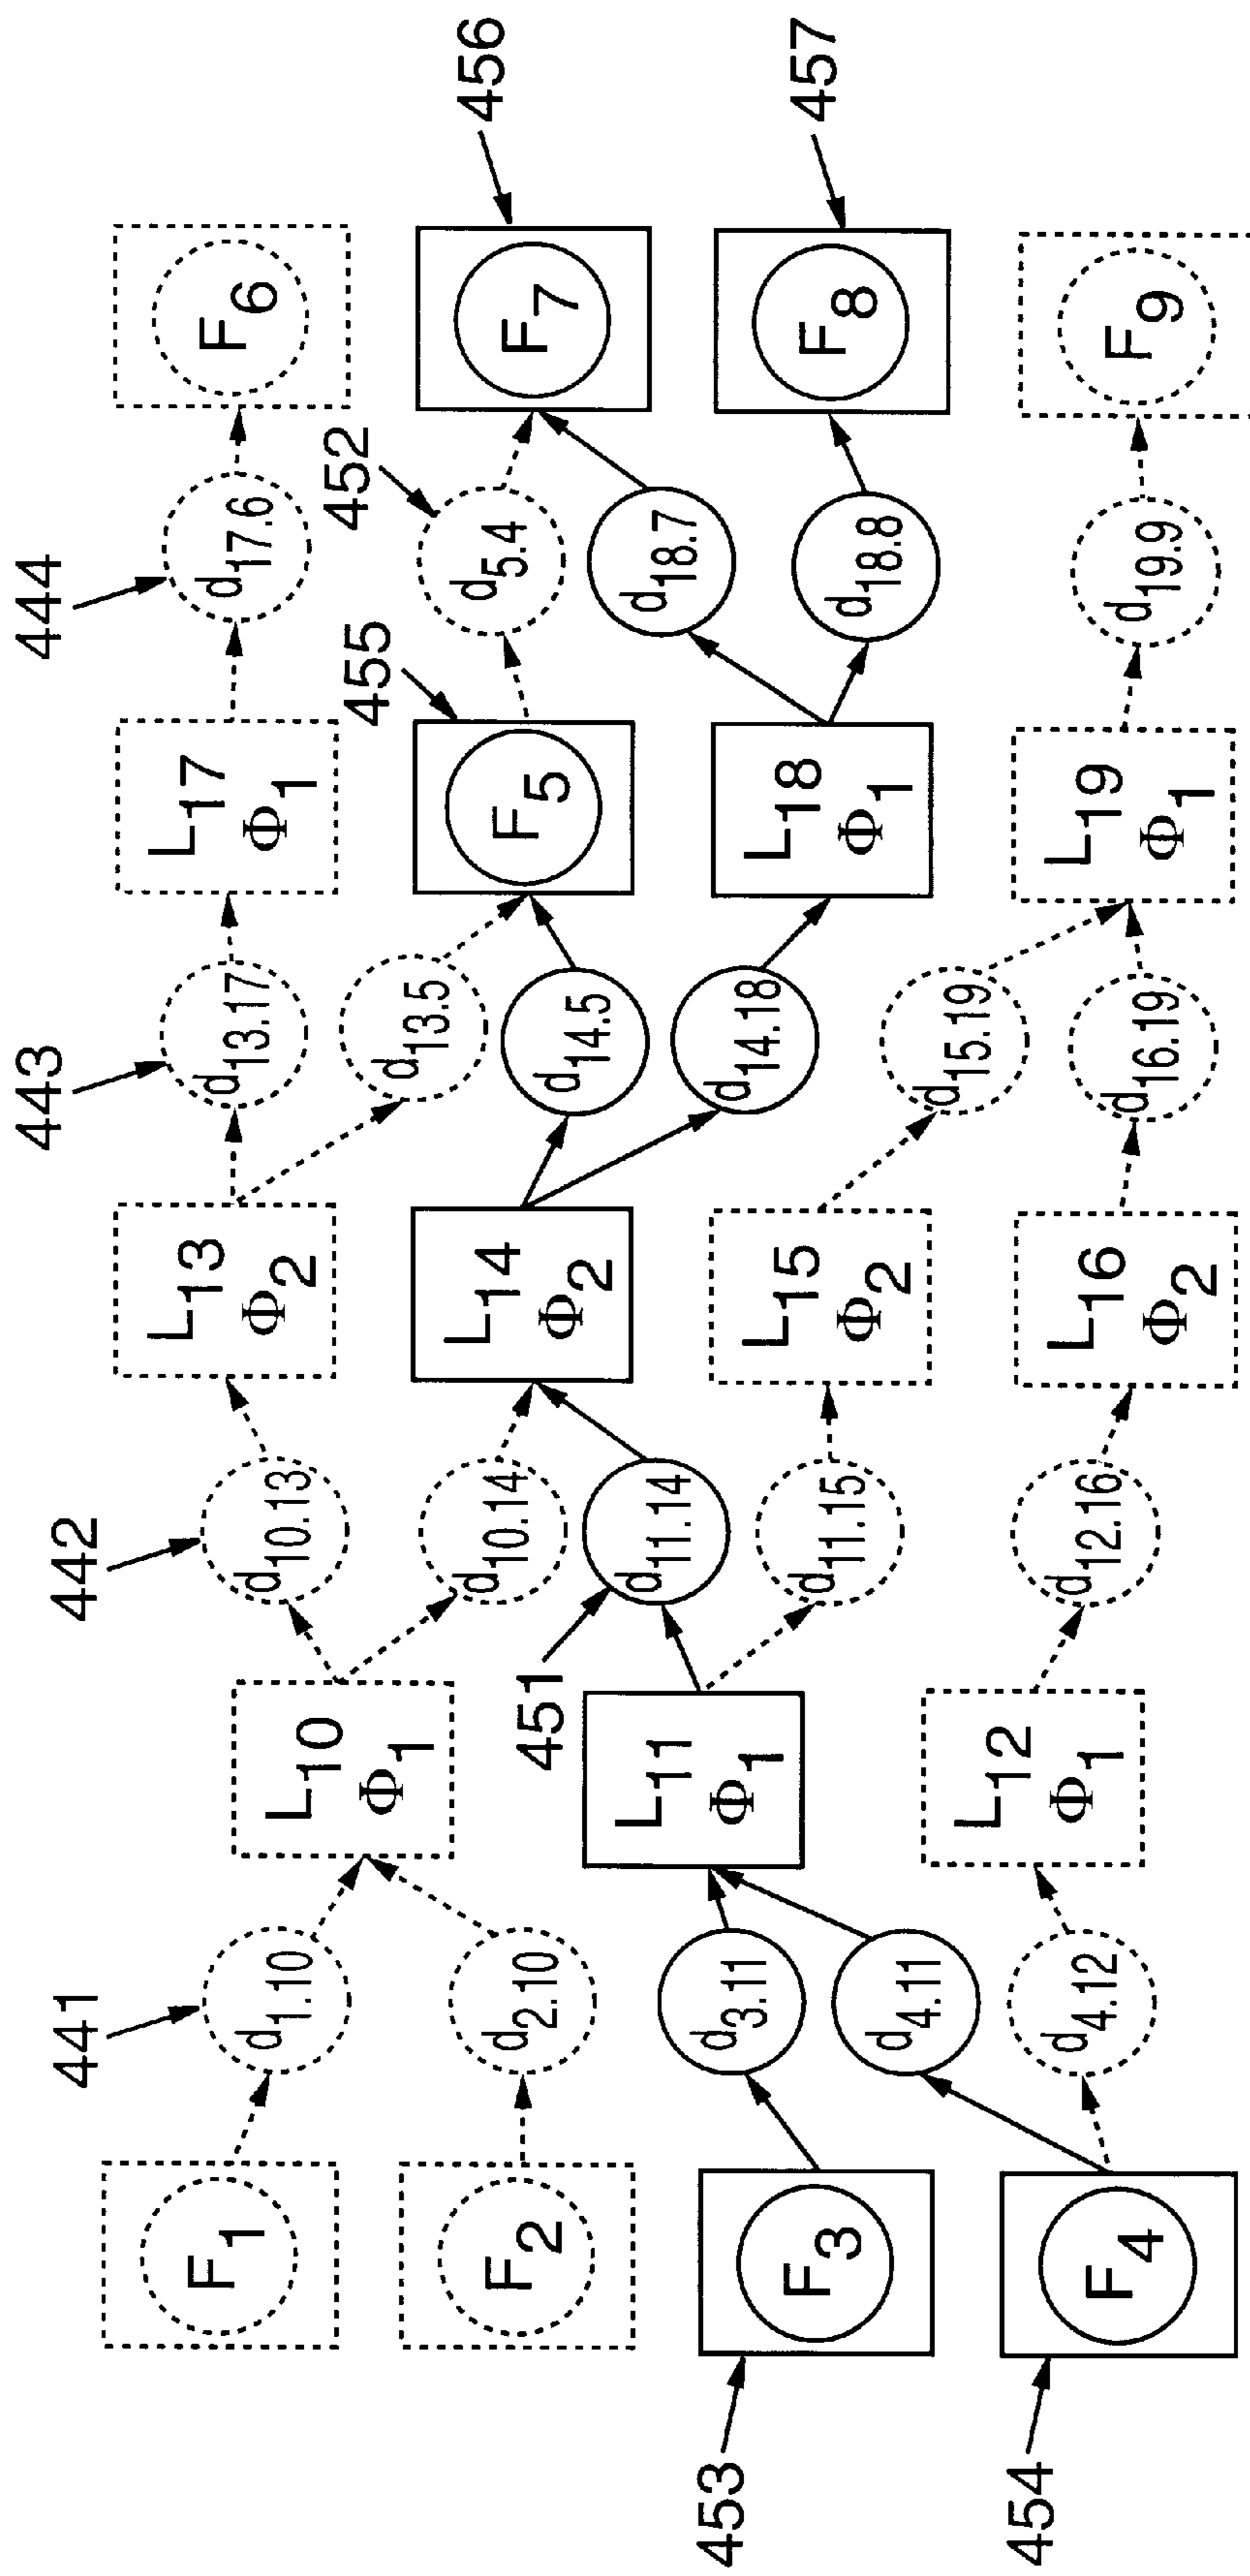 441
442
443
444
F1
d1.10
L10
Φ1
d10.13
L13
Φ2
d13.17
L17
Φ1
d17.6
F6
F2
d2.10
d10.14
d13.5
452
d5.4
455
F5
456
F7
451
d11.14
L14
Φ2
d14.5
d18.7
453
F3
d3.11
L11
Φ1
d14.18
L18
Φ1
d18.8
F8
457
d4.11
d11.15
L15
Φ2
d15.19
454
F4
d4.12
L12
Φ1
d12.16
L16
Φ2
d16.19
L19
Φ1
d19.9
F9